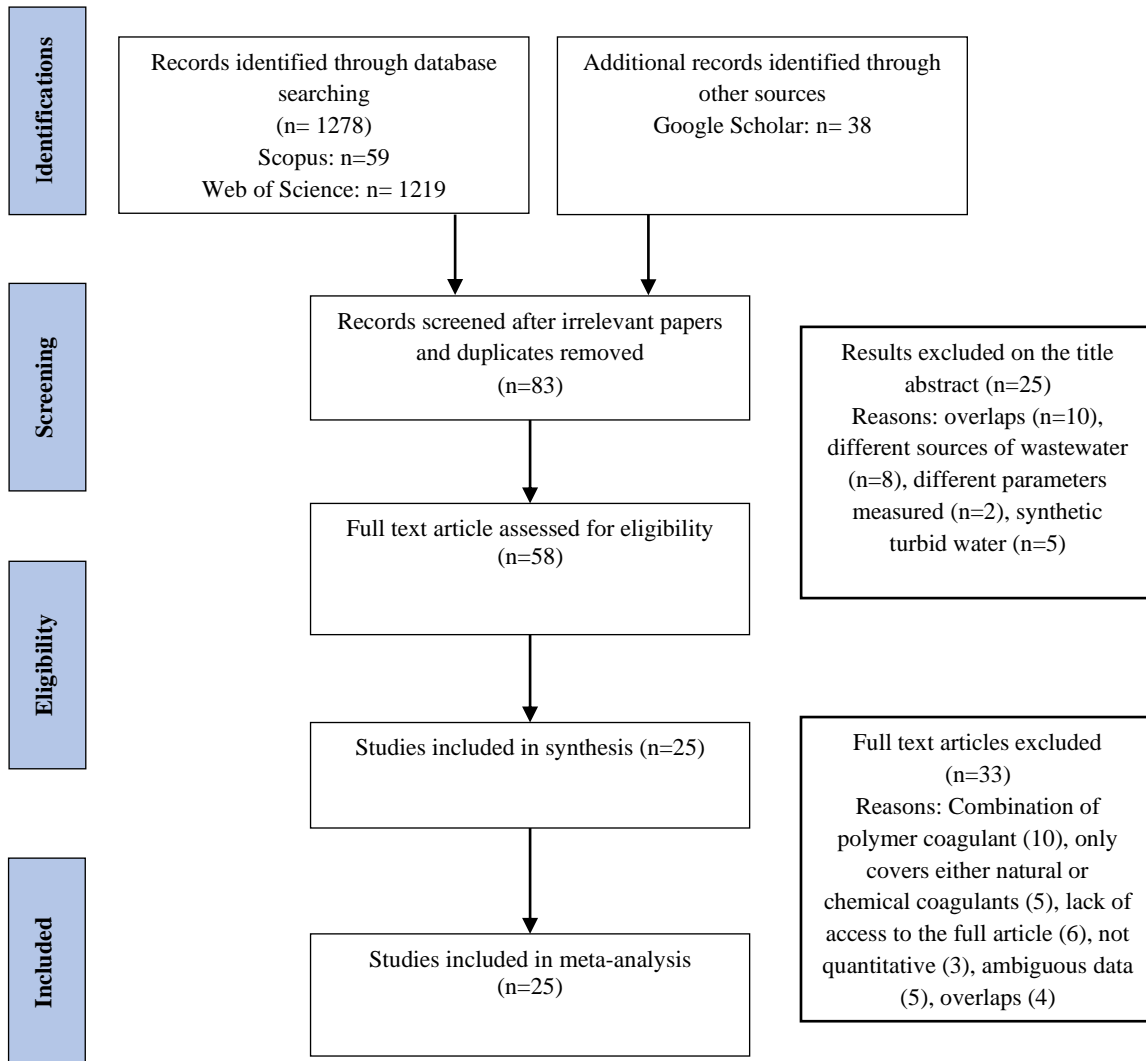 Identifications
Records identified through database
searching
(n= 1278)
Scopus: n=59
Web of Science: n= 1219
Additional records identified through
other sources
Google Scholar: n= 38
Screening
Records screened after irrelevant papers
and duplicates removed
(n=83)
Results excluded on the title
abstract (n=25)
Reasons: overlaps (n=10),
different sources of wastewater
(n=8), different parameters
measured (n=2), synthetic
turbid water (n=5)
Full text article assessed for eligibility
(n=58)
Eligibility
Studies included in synthesis (n=25)
Full text articles excluded
(n=33)
Reasons: Combination of
polymer coagulant (10), only
covers either natural or
chemical coagulants (5), lack of
access to the full article (6), not
quantitative (3), ambiguous data
(5), overlaps (4)
Included
Studies included in meta-analysis
(n=25)